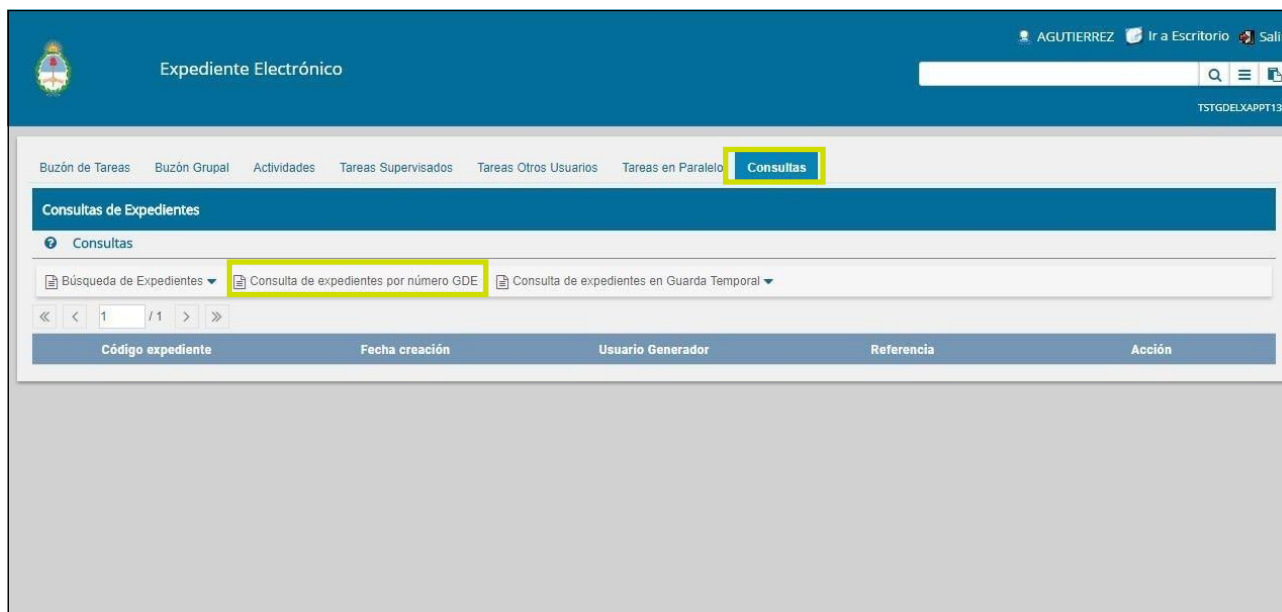 AGUTIERREZ Ir a Escritorio Sali
Expediente Electrónico
TSTGDELXAPPT13
Buzón de Tareas Buzón Grupal Actividades Tareas Supervisados Tareas Otros Usuarios Tareas en Paralelo Consultas
Consultas de Expedientes
Consultas
Búsqueda de Expedientes Consulta de expedientes por número GDE Consulta de expedientes en Guarda Temporal
1 / 1
Código expediente Fecha creación Usuario Generador Referencia Acción